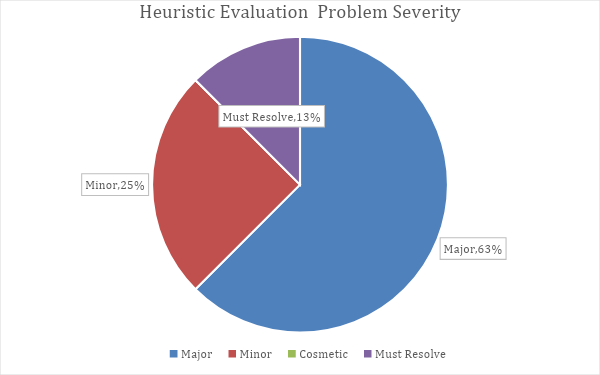 Heuristic Evaluation  Problem Severity
Must Resolve,13%
Minor,25%
Major,63%
Major Minor Cosmetic Must Resolve